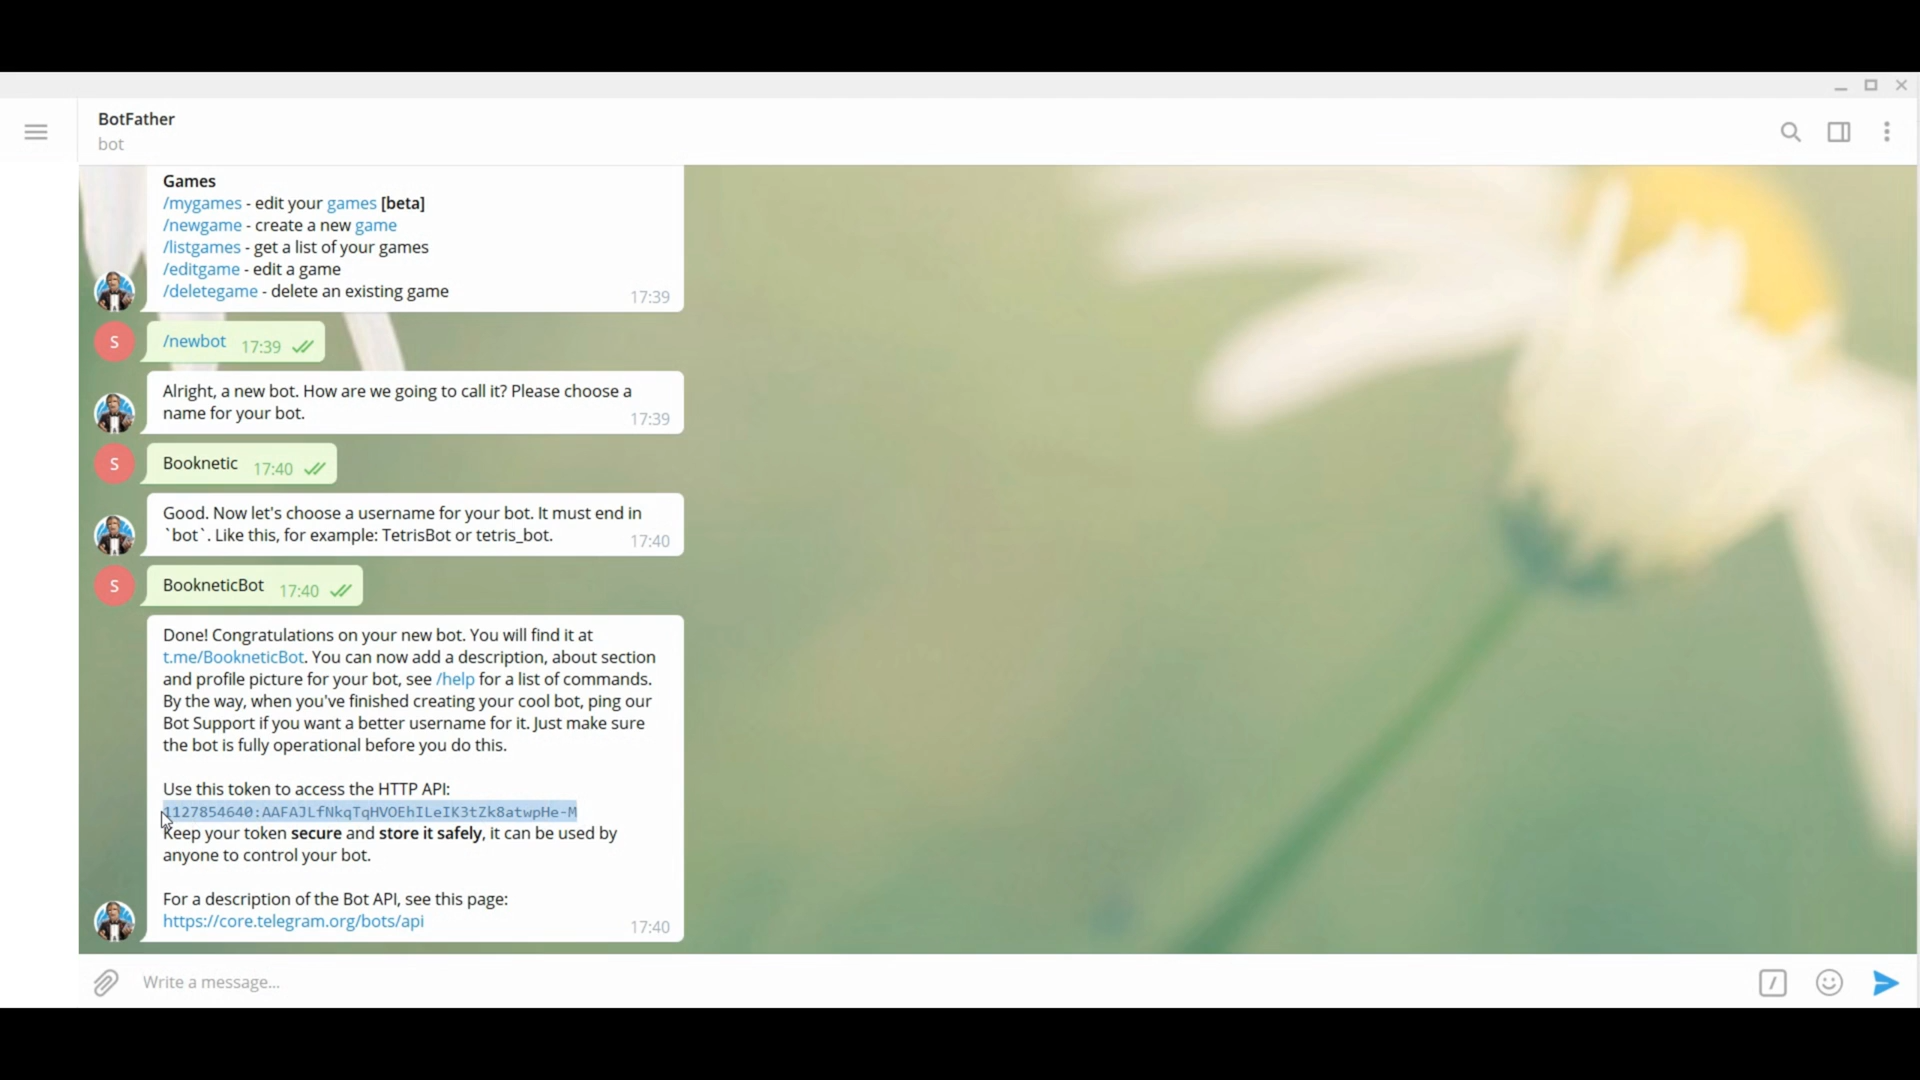 BotFather
bot
Games
/mygames - edit your games [beta]
/newgame - create a new game
/listgames - get a list of your games
/editgame - edit a game
/deletegame - delete an existing game
17:39
S
/newbot 17:39
Alright, a new bot. How are we going to call it? Please choose a
name for your bot.
17:39
S
Booknetic 17:40
Good. Now let's choose a username for your bot. It must end in
`bot`. Like this, for example: TetrisBot or tetris_bot.
17:40
S
BookneticBot 17:40
Done! Congratulations on your new bot. You will find it at
t.me/BookneticBot. You can now add a description, about section
and profile picture for your bot, see /help for a list of commands.
By the way, when you've finished creating your cool bot, ping our
Bot Support if you want a better username for it. Just make sure
the bot is fully operational before you do this.
Use this token to access the HTTP API:
1127854640:AAFAJLfNkqTqHVOEhILeIK3tZk8atwpHe-M
Keep your token secure and store it safely, it can be used by
anyone to control your bot.
For a description of the Bot API, see this page:
https://core.telegram.org/bots/api
17:40
Write a message...